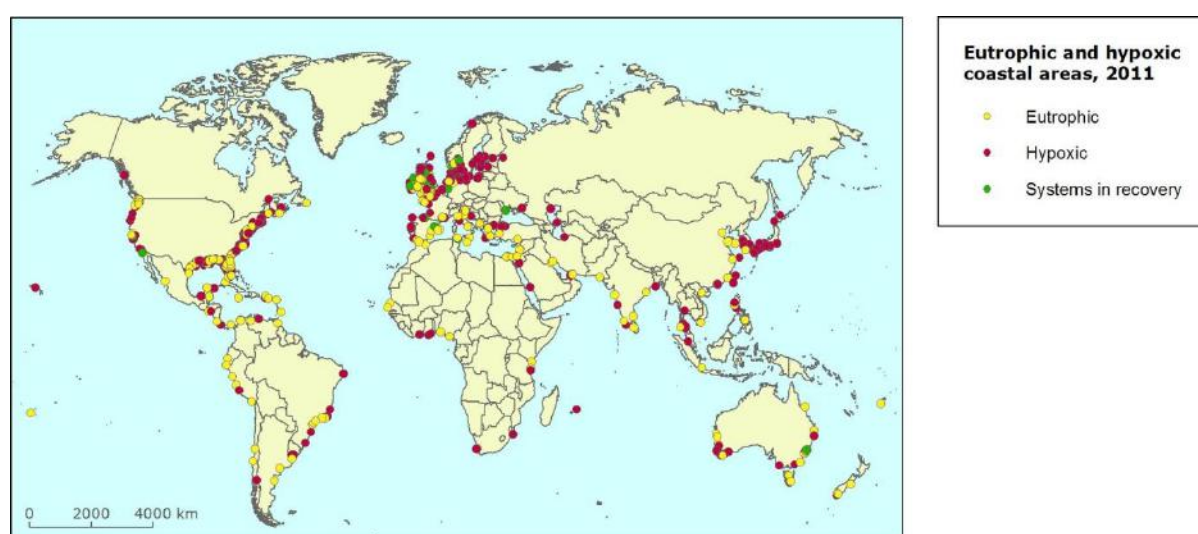 Eutrophic and hypoxic
coastal areas, 2011
Eutrophic
Hypoxic
Systems in recovery
0 2000 4000 km